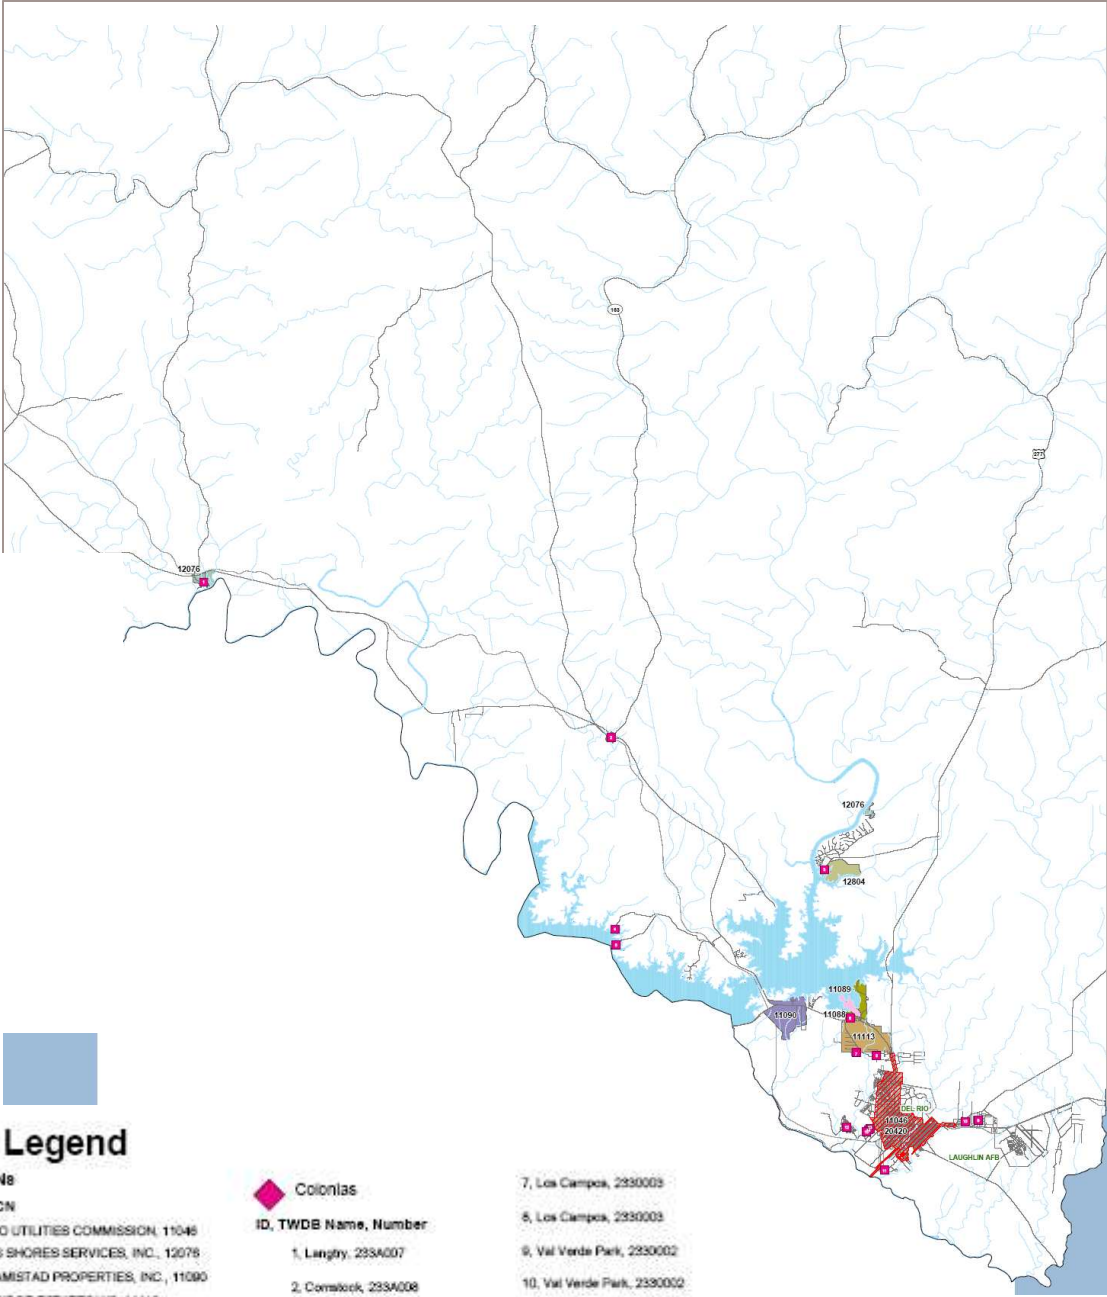 163
277
12076
12076
12804
11089
11090
11088
11113
DEL RIO
11046
20420
LAUGHLIN AFB
Legend
Colonias
ID, TWDB Name, Number
1, Langtry, 233A007
2, Comstock, 233A008
7, Los Campos, 2330003
8, Los Campos, 2330003
9, Val Verde Park, 2330002
10, Val Verde Park, 2330002
CN
O UTILITIES COMMISSION, 11046
SHORES SERVICES, INC., 12076
AMISTAD PROPERTIES, INC., 11090